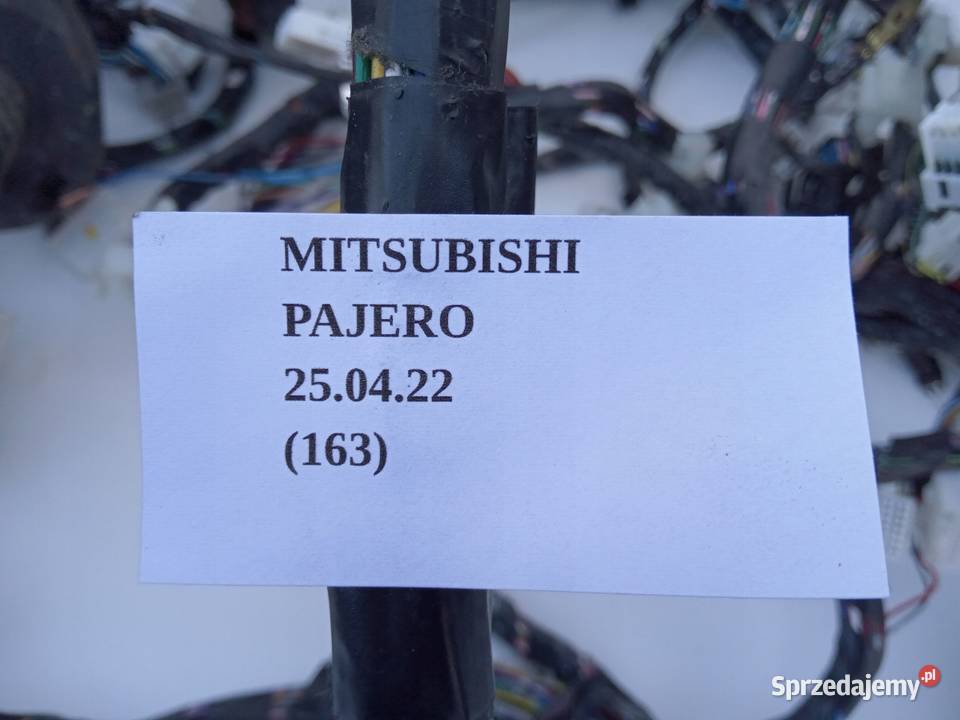 MITSUBISHI
PAJERO
25.04.22
(163)
Sprzedajemy.pl